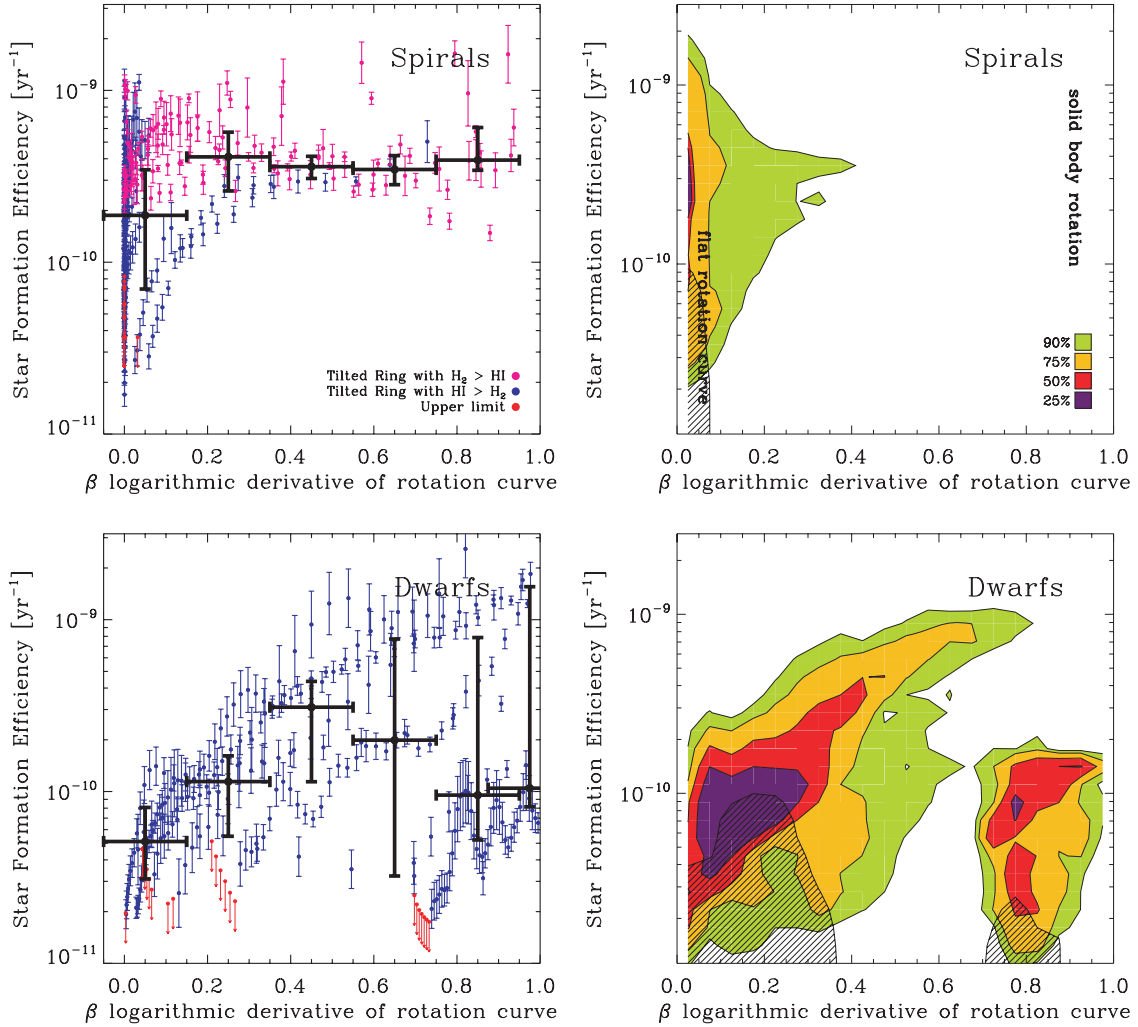 Spirals
Star Formation Efficiency [yr⁻¹]
10⁻⁹
10⁻¹⁰
10⁻¹¹
Tilted Ring with H₂ > HI
Tilted Ring with HI > H₂
Upper limit
0.0 0.2 0.4 0.6 0.8 1.0
β logarithmic derivative of rotation curve
Spirals
Star Formation Efficiency [yr⁻¹]
10⁻⁹
10⁻¹⁰
flat rotation curve
solid body rotation
90%
75%
50%
25%
0.0 0.2 0.4 0.6 0.8 1.0
β logarithmic derivative of rotation curve
Dwarfs
Star Formation Efficiency [yr⁻¹]
10⁻⁹
10⁻¹⁰
10⁻¹¹
0.0 0.2 0.4 0.6 0.8 1.0
β logarithmic derivative of rotation curve
Dwarfs
Star Formation Efficiency [yr⁻¹]
10⁻⁹
10⁻¹⁰
0.0 0.2 0.4 0.6 0.8 1.0
β logarithmic derivative of rotation curve